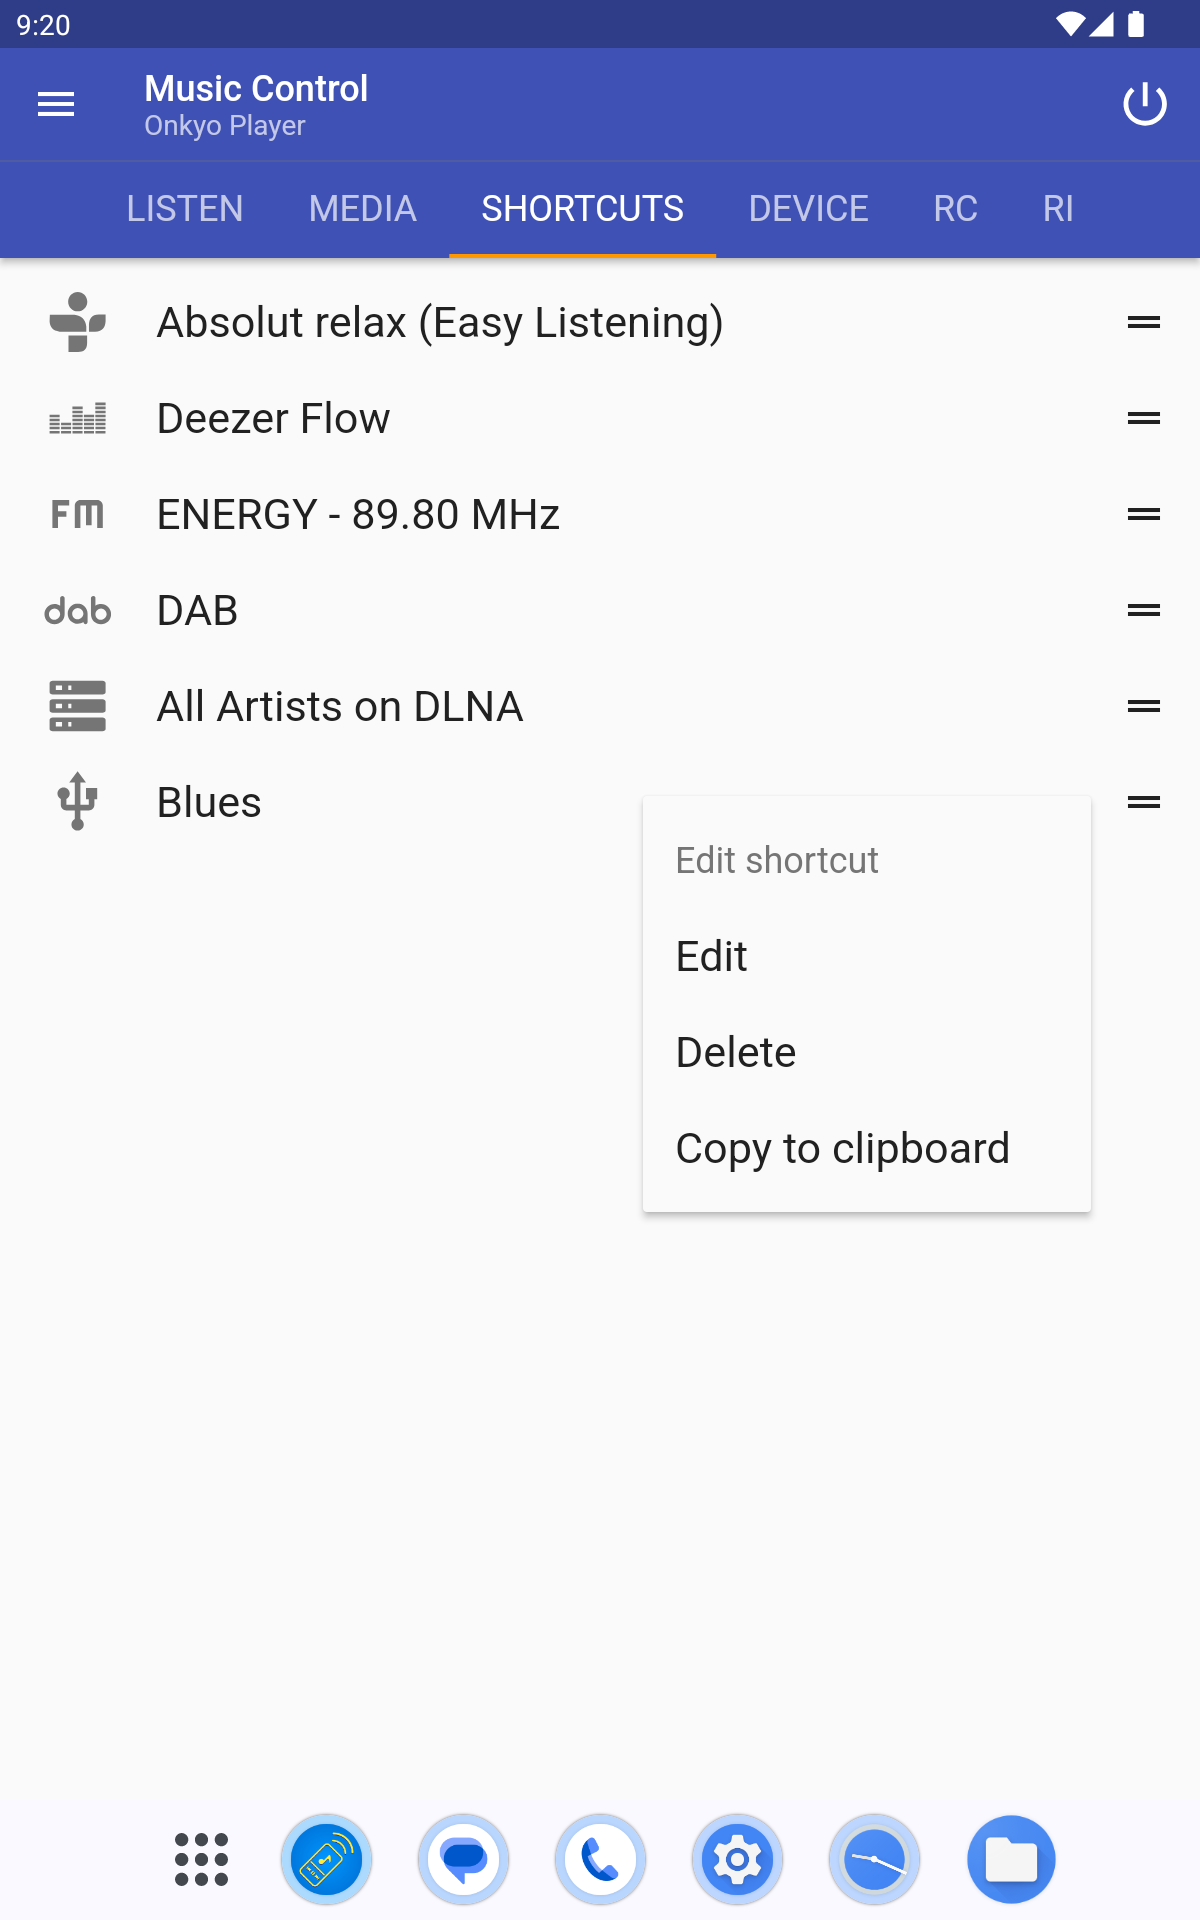 9:20
Music Control
Onkyo Player
LISTEN MEDIA SHORTCUTS DEVICE RC RI
Absolut relax (Easy Listening)
Deezer Flow
FM ENERGY - 89.80 MHz
dab DAB
All Artists on DLNA
Blues
Edit shortcut
Edit
Delete
Copy to clipboard